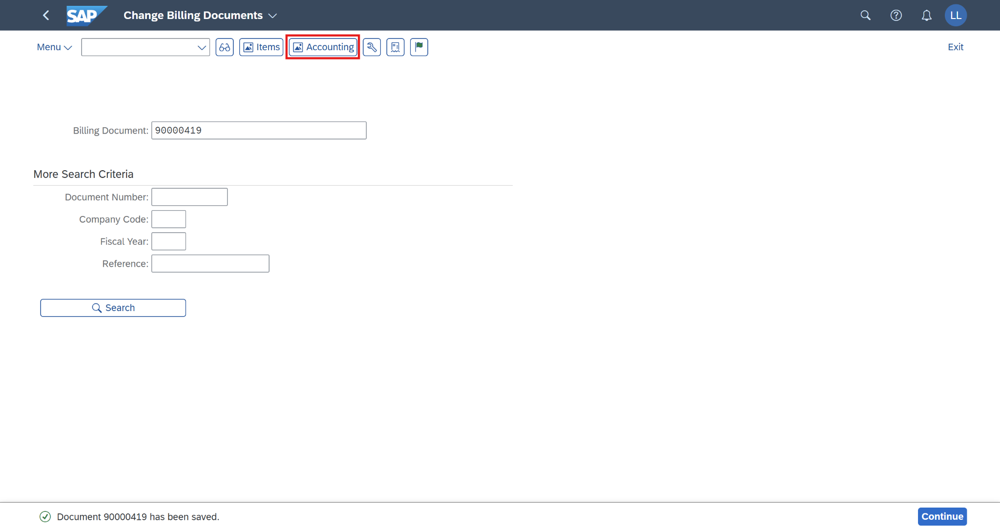 SAP Change Billing Documents LL
Menu Items Accounting Exit
Billing Document: 90000419
More Search Criteria
Document Number:
Company Code:
Fiscal Year:
Reference:
Search
Document 90000419 has been saved. Continue